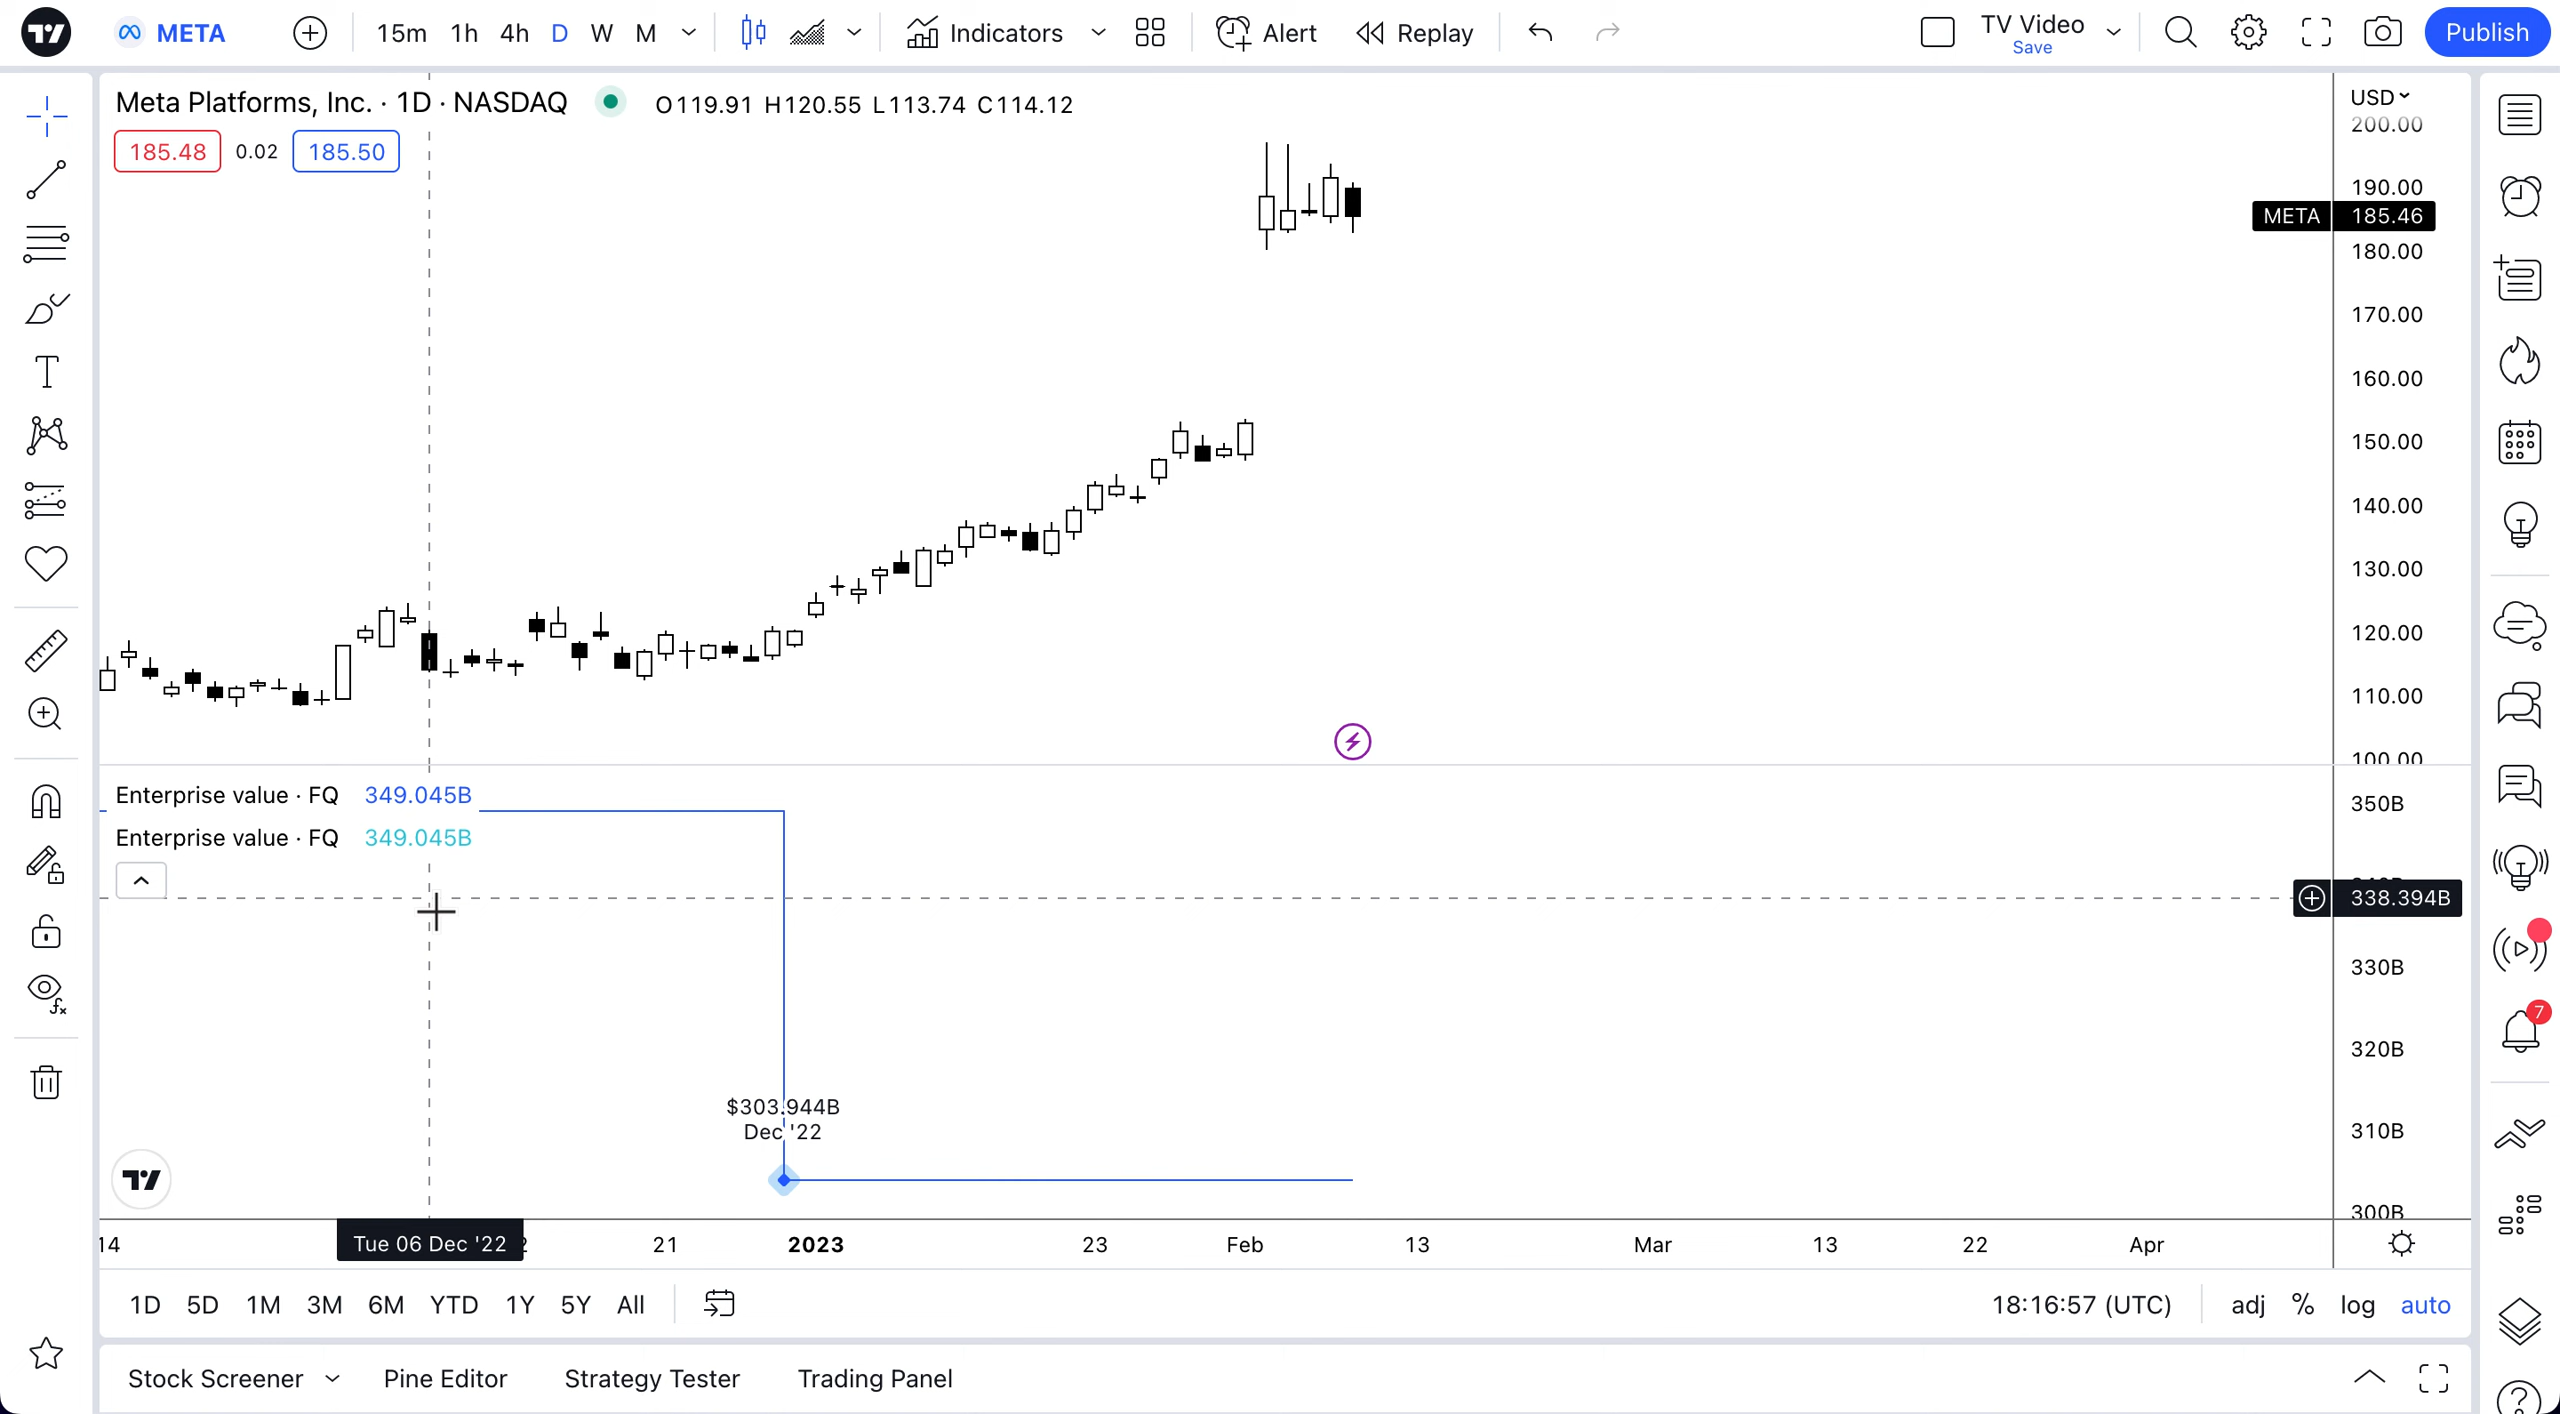 META 15m 1h 4h D W M Indicators Alert Replay TV Video Save Publish
Meta Platforms, Inc. · 1D · NASDAQ O119.91 H120.55 L113.74 C114.12
185.48 0.02 185.50
USD
200.00
190.00
META 185.46
180.00
170.00
160.00
150.00
140.00
130.00
120.00
110.00
100.00
Enterprise value · FQ 349.045B
Enterprise value · FQ 349.045B
350B
338.394B
330B
320B
310B
300B
$303.944B
Dec '22
7
14 Tue 06 Dec '22 21 2023 23 Feb 13 Mar 13 22 Apr
1D 5D 1M 3M 6M YTD 1Y 5Y All 18:16:57 (UTC) adj % log auto
Stock Screener Pine Editor Strategy Tester Trading Panel